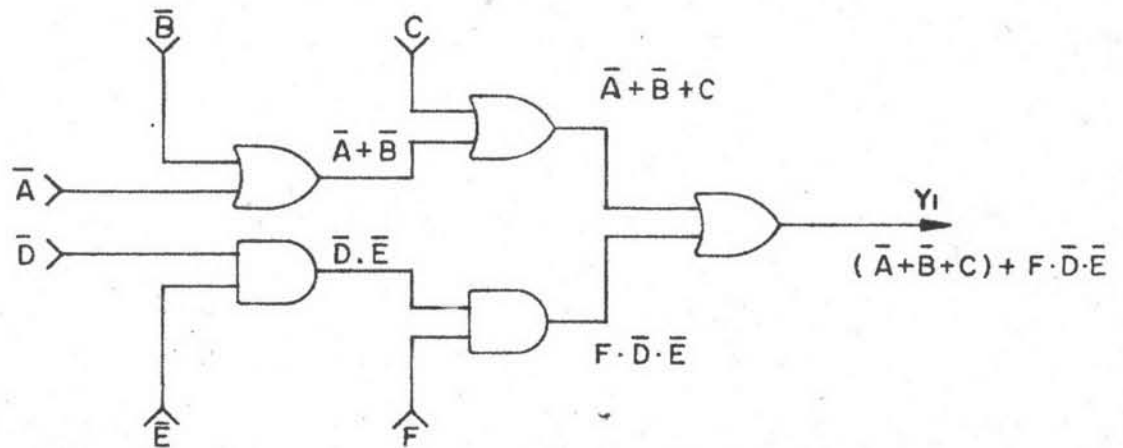 B̅
C
A̅+B̅+C
A̅+B̅
A̅
Y1
D̅
D̅.E̅
(A̅+B̅+C)+F·D̅·E̅
F·D̅·E̅
E̅
F